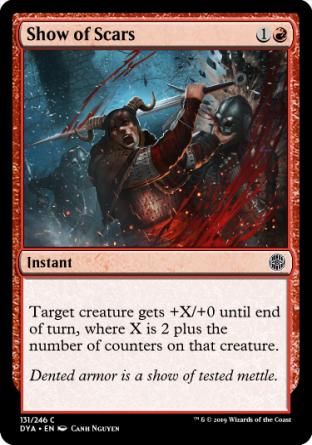 Show of Scars 1
Instant
Target creature gets +X/+0 until end
of turn, where X is 2 plus the
number of counters on that creature.
Dented armor is a show of tested mettle.
131/246 C
DYA • EN Canh Nguyen
™ & © 2019 Wizards of the Coast